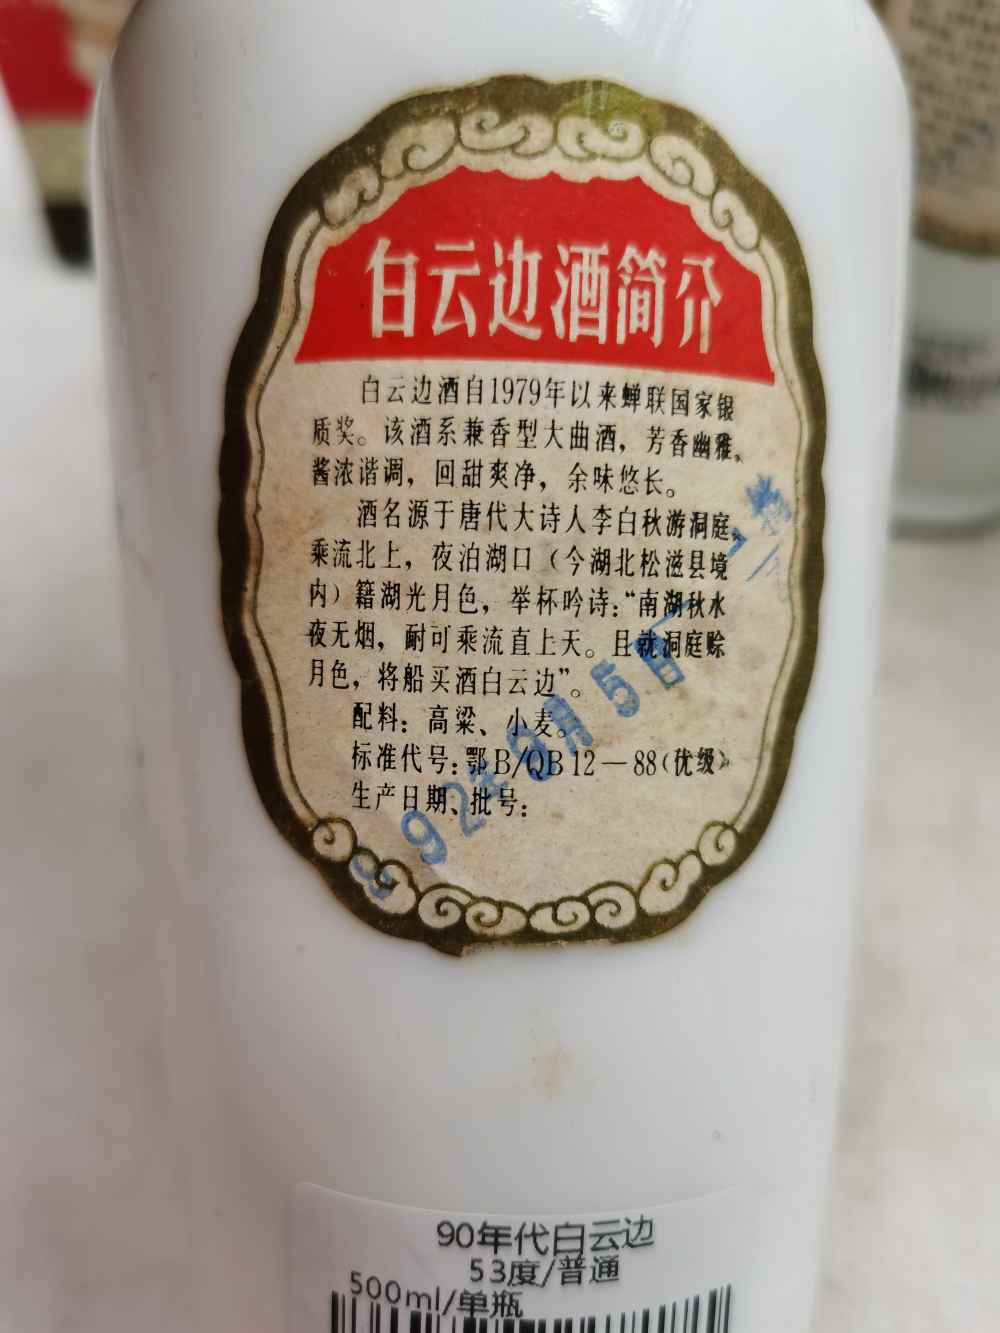 白云边酒简介
白云边酒自1979年以来蝉联国家银
质奖。该酒系兼香型大曲酒，芳香幽雅、
酱浓谐调，回甜爽净，余味悠长。
酒名源于唐代大诗人李白秋游洞庭，
乘流北上，夜泊湖口（今湖北松滋县境
内）籍湖光月色，举杯吟诗：“南湖秋水
夜无烟，耐可乘流直上天。且就洞庭赊
月色，将船买酒白云边”。
配料：高粱、小麦。
标准代号：鄂B/QB12—88（优级）
生产日期、批号：
90年代白云边
53度/普通
500ml/单瓶